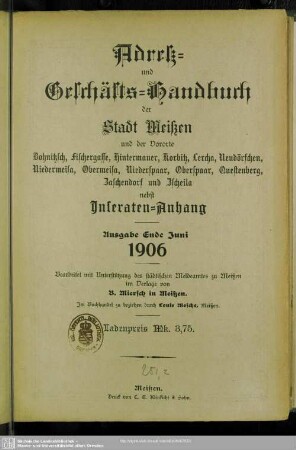 Adreß-
und
Geschäfts-Handbuch
der
Stadt Meißen
und der Vororte
Dobritzsch, Fischergasse, Hintermauer, Korbitz, Cercha, Neudörfchen,
Niedermeisa, Obermeisa, Niederspaar, Oberspaar, Questenberg,
Zaschendorf und Zscheila
nebst
Inseraten-Anhang
Ausgabe Ende Juni
1906
Bearbeitet mit Unterstützung des städtischen Meldeamtes zu Meißen
im Verlage von
in Meißen.
Im Buchhandel zu beziehen durch Louis Mosche, Meißen.
Ladenpreis Mk. 3,75.
Meißen.
Druck von C. E. Klinkicht & Sohn.